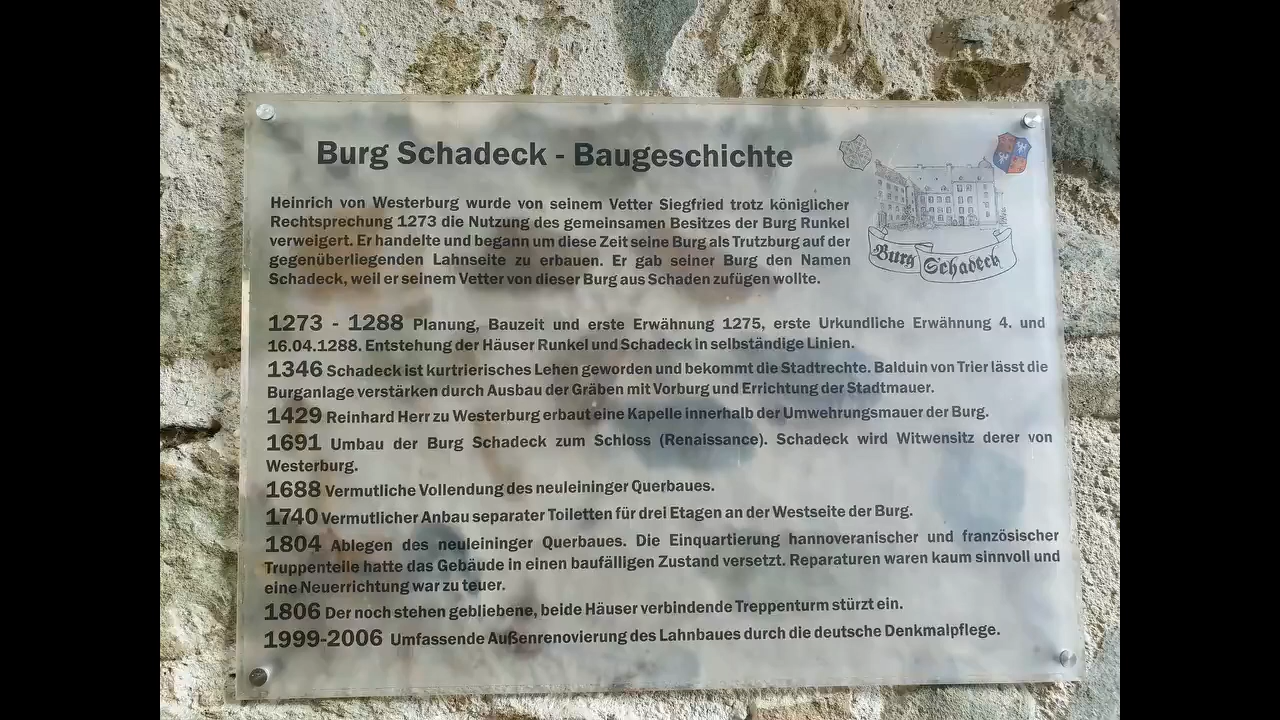 Burg Schadeck - Baugeschichte
Heinrich von Westerburg wurde von seinem Vetter Siegfried trotz königlicher
Rechtsprechung 1273 die Nutzung des gemeinsamen Besitzes der Burg Runkel
verweigert. Er handelte und begann um diese Zeit seine Burg als Trutzburg auf der
gegenüberliegenden Lahnseite zu erbauen. Er gab seiner Burg den Namen
Schadeck, weil er seinem Vetter von dieser Burg aus Schaden zufügen wollte.
Burg Schadeck
1273 - 1288 Planung, Bauzeit und erste Erwähnung 1275, erste Urkundliche Erwähnung 4. und
16.04.1288. Entstehung der Häuser Runkel und Schadeck in selbständige Linien.
1346 Schadeck ist kurtrierisches Lehen geworden und bekommt die Stadtrechte. Balduin von Trier lässt die
Burganlage verstärken durch Ausbau der Gräben mit Vorburg und Errichtung der Stadtmauer.
1429 Reinhard Herr zu Westerburg erbaut eine Kapelle innerhalb der Umwehrungsmauer der Burg.
1691 Umbau der Burg Schadeck zum Schloss (Renaissance). Schadeck wird Witwensitz derer von
Westerburg.
1688 Vermutliche Vollendung des neuleininger Querbaues.
1740 Vermutlicher Anbau separater Toiletten für drei Etagen an der Westseite der Burg.
1804 Ablegen des neuleininger Querbaues. Die Einquartierung hannoveranischer und französischer
Truppenteile hatte das Gebäude in einen baufälligen Zustand versetzt. Reparaturen waren kaum sinnvoll und
eine Neuerrichtung war zu teuer.
1806 Der noch stehen gebliebene, beide Häuser verbindende Treppenturm stürzt ein.
1999-2006 Umfassende Außenrenovierung des Lahnbaues durch die deutsche Denkmalpflege.